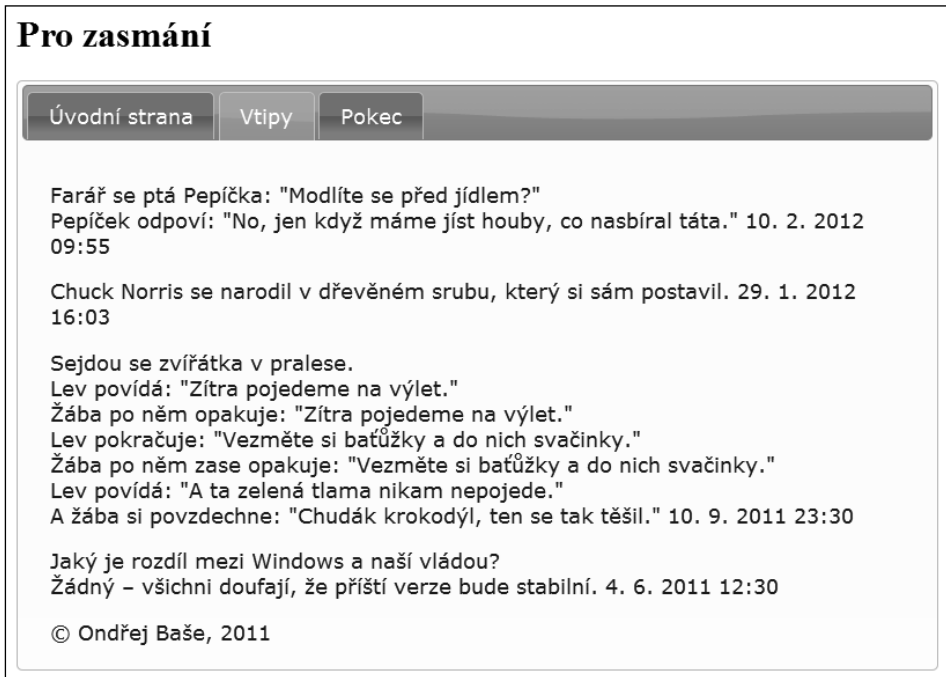 Pro zasmání
Úvodní strana Vtipy Pokec
Farář se ptá Pepíčka: "Modlíte se před jídlem?"
Pepíček odpoví: "No, jen když máme jíst houby, co nasbíral táta." 10. 2. 2012
09:55
Chuck Norris se narodil v dřevěném srubu, který si sám postavil. 29. 1. 2012
16:03
Sejdou se zvířátka v pralese.
Lev povídá: "Zítra pojedeme na výlet."
Žába po něm opakuje: "Zítra pojedeme na výlet."
Lev pokračuje: "Vezměte si baťůžky a do nich svačinky."
Žába po něm zase opakuje: "Vezměte si baťůžky a do nich svačinky."
Lev povídá: "A ta zelená tlama nikam nepojede."
A žába si povzdechne: "Chudák krokodýl, ten se tak těšil." 10. 9. 2011 23:30
Jaký je rozdíl mezi Windows a naší vládou?
Žádný – všichni doufají, že příští verze bude stabilní. 4. 6. 2011 12:30
© Ondřej Baše, 2011